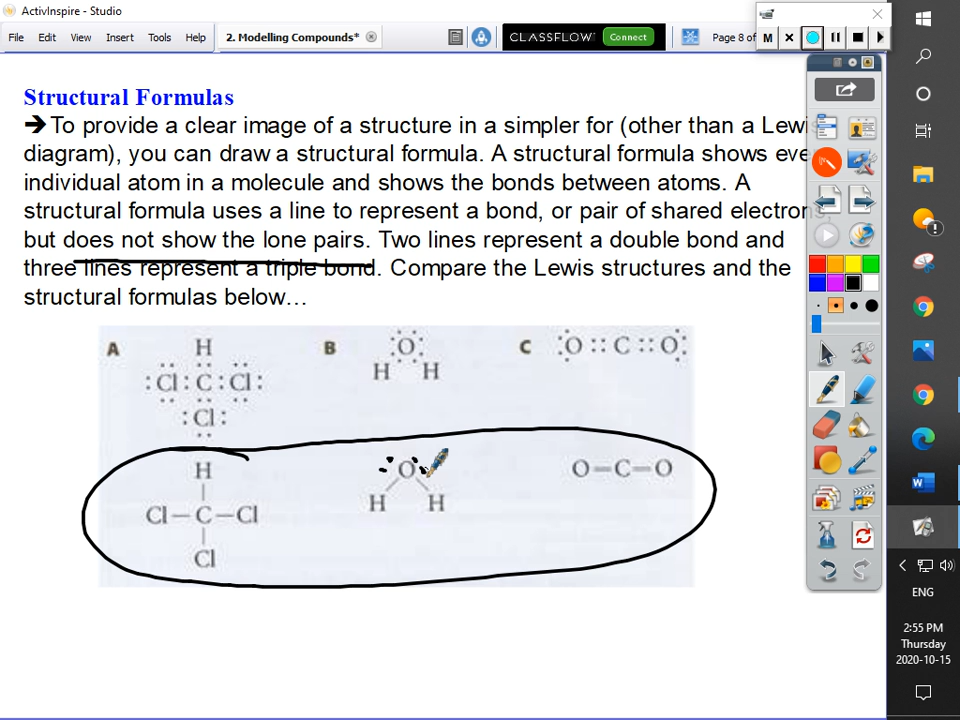 ActivInspire - Studio
File Edit View Insert Tools Help
2. Modelling Compounds*
CLASSFLOW Connect
Page 8 of
M
Structural Formulas
→ To provide a clear image of a structure in a simpler for (other than a Lewi
diagram), you can draw a structural formula. A structural formula shows eve
individual atom in a molecule and shows the bonds between atoms. A
structural formula uses a line to represent a bond, or pair of shared electrons,
but does not show the lone pairs. Two lines represent a double bond and
three lines represent a triple bond. Compare the Lewis structures and the
structural formulas below…
A H B :O: C :O::C::O:
H H
:Cl:C:Cl:
:Cl:
H O O–C–O
H H
Cl–C–Cl
Cl
W
ENG
2:55 PM
Thursday
2020-10-15